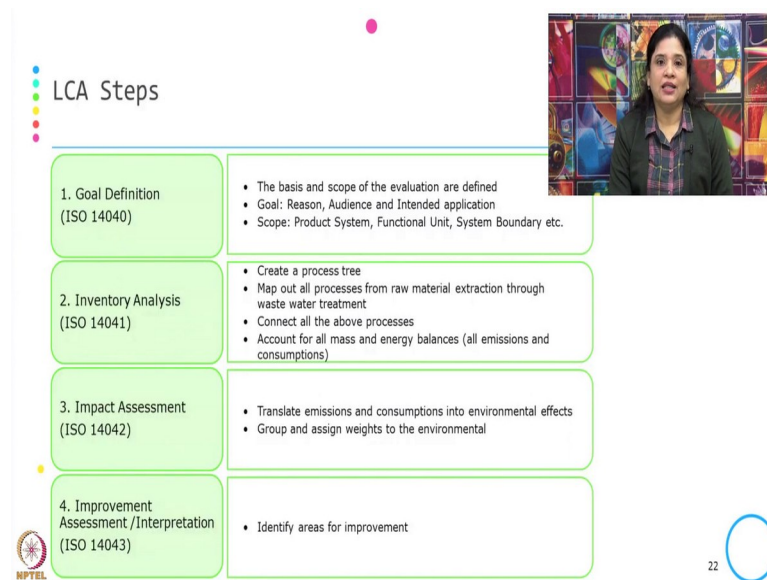 LCA Steps
1. Goal Definition
(ISO 14040)
• The basis and scope of the evaluation are defined
• Goal: Reason, Audience and Intended application
• Scope: Product System, Functional Unit, System Boundary etc.
2. Inventory Analysis
(ISO 14041)
• Create a process tree
• Map out all processes from raw material extraction through
waste water treatment
• Connect all the above processes
• Account for all mass and energy balances (all emissions and
consumptions)
3. Impact Assessment
(ISO 14042)
• Translate emissions and consumptions into environmental effects
• Group and assign weights to the environmental
4. Improvement
Assessment /Interpretation
(ISO 14043)
• Identify areas for improvement
NPTEL
22